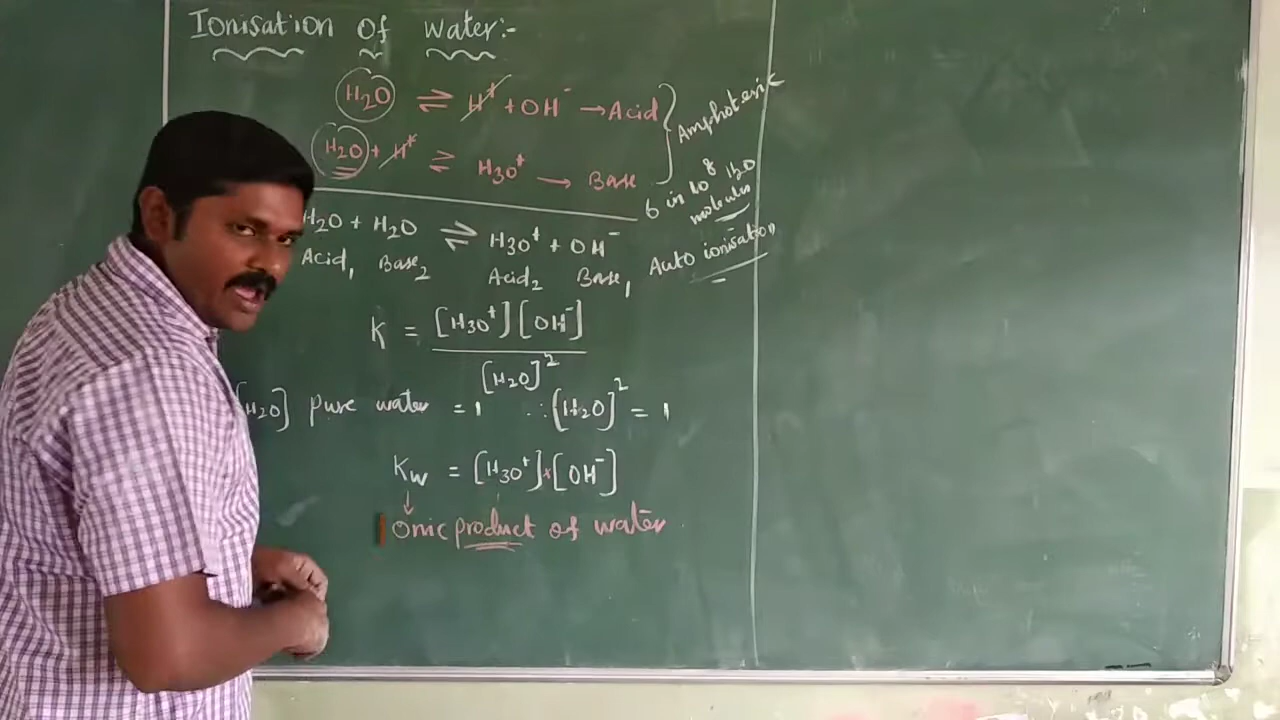 Ionisation Of water:-
H2O ⇌ H⁺ + OH⁻ → Acid
H2O + H⁺ ⇌ H3O⁺ → Base
Amphoteric
6 in 10⁸ H2O
molecules
H2O + H2O ⇌ H3O⁺ + OH⁻
Acid₁ Base₂ Acid₂ Base₁ Auto ionisation
K = [H3O⁺][OH⁻]
[H2O]²
[H2O] pure water = 1 ∴ [H2O]² = 1
Kw = [H3O⁺]×[OH⁻]
↓
Ionic product of water